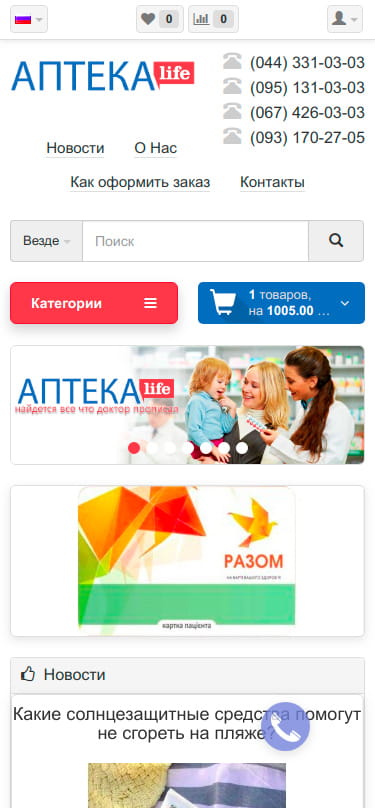 0
0
АПТЕКА life
(044) 331-03-03
(095) 131-03-03
(067) 426-03-03
(093) 170-27-05
Новости
О Нас
Как оформить заказ
Контакты
Везде
Поиск
Категории
1 товаров,
на 1005.00 ...
АПТЕКА life
найдется все что доктор прописал
РАЗОМ
НА ВАРТІ ВАШОГО ЗДОРОВ'Я
картка пацієнта
Новости
Какие солнцезащитные средства помогут
не сгореть на пляже?